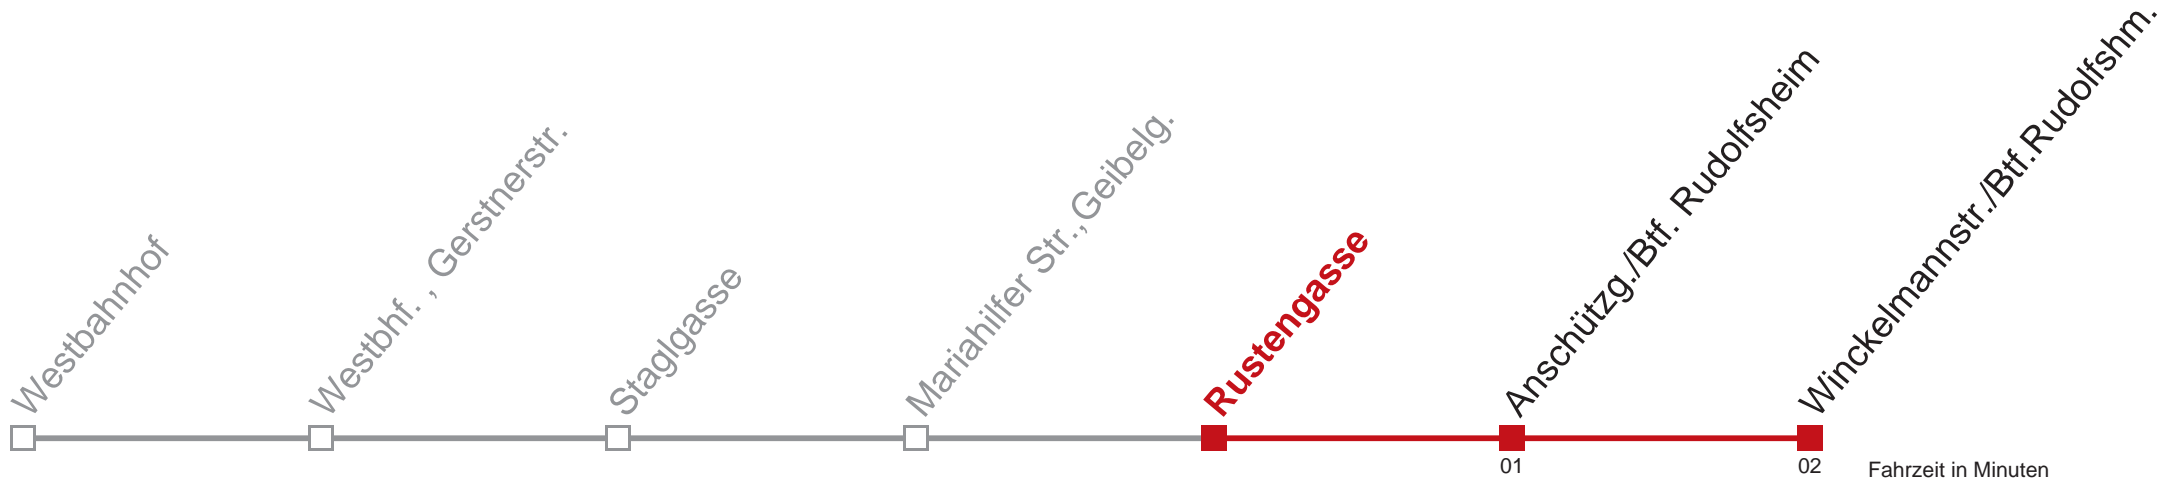 Westbahnhof
Westbhf. , Gerstnerstr.
Staglgasse
Mariahilfer Str.,Geibelg.
Rustengasse
Anschützg./Btf. Rudolfsheim
Winckelmannstr./Btf.Rudolfshm.
01
02
Fahrzeit in Minuten